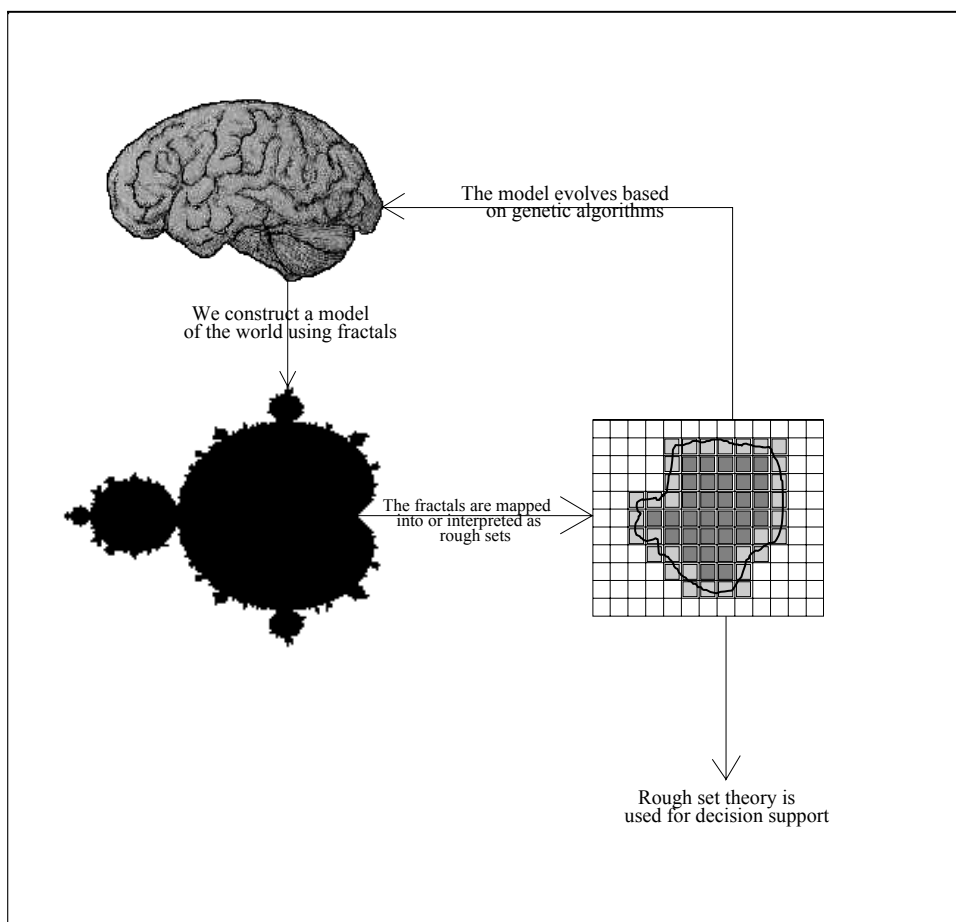 The model evolves based
on genetic algorithms
We construct a model
of the world using fractals
The fractals are mapped
into or interpreted as
rough sets
Rough set theory is
used for decision support